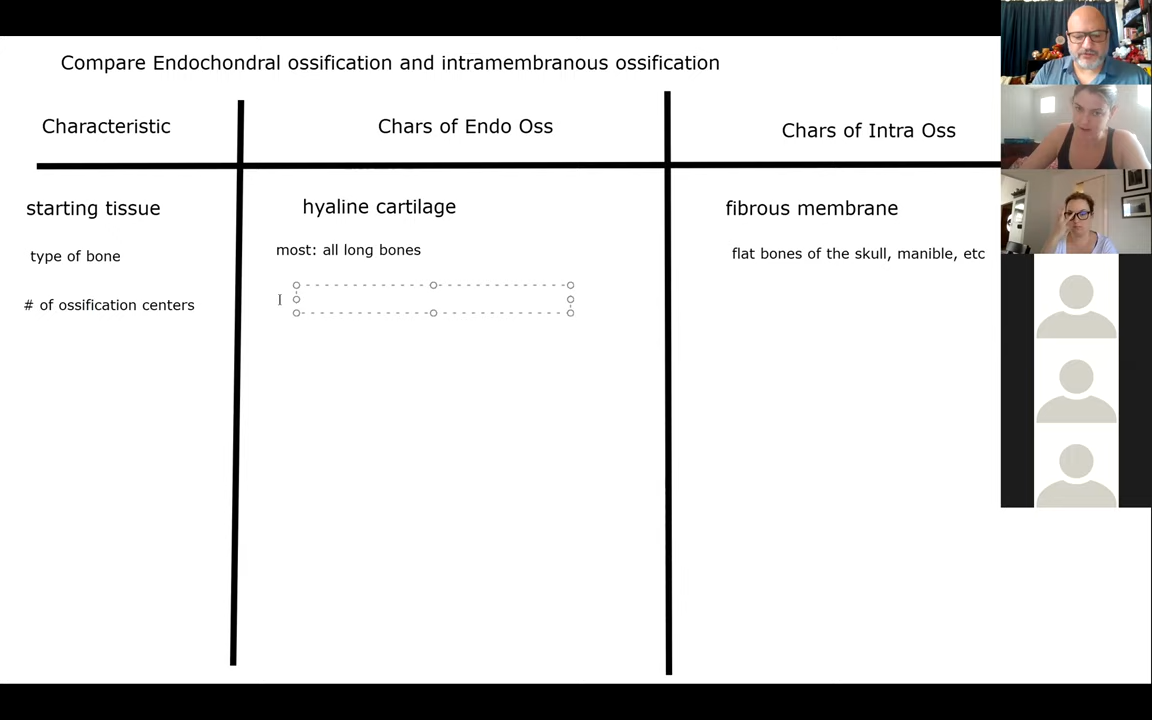 Compare Endochondral ossification and intramembranous ossification
Characteristic
Chars of Endo Oss
Chars of Intra Oss
starting tissue
hyaline cartilage
fibrous membrane
type of bone
most: all long bones
flat bones of the skull, manible, etc
# of ossification centers